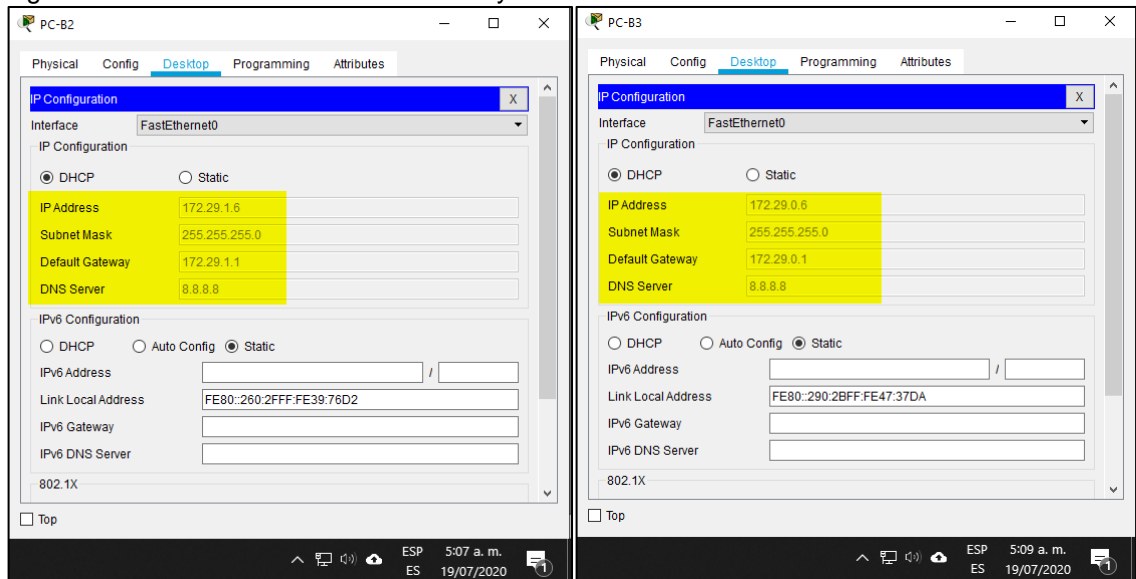 PC-B2
Physical Config Desktop Programming Attributes
IP Configuration X
Interface FastEthernet0
IP Configuration
DHCP Static
IP Address 172.29.1.6
Subnet Mask 255.255.255.0
Default Gateway 172.29.1.1
DNS Server 8.8.8.8
IPv6 Configuration
DHCP Auto Config Static
IPv6 Address /
Link Local Address FE80::260:2FFF:FE39:76D2
IPv6 Gateway
IPv6 DNS Server
802.1X
Top
ESP 5:07 a. m.
ES 19/07/2020 1
PC-B3
Physical Config Desktop Programming Attributes
IP Configuration X
Interface FastEthernet0
IP Configuration
DHCP Static
IP Address 172.29.0.6
Subnet Mask 255.255.255.0
Default Gateway 172.29.0.1
DNS Server 8.8.8.8
IPv6 Configuration
DHCP Auto Config Static
IPv6 Address /
Link Local Address FE80::290:2BFF:FE47:37DA
IPv6 Gateway
IPv6 DNS Server
802.1X
Top
ESP 5:09 a. m.
ES 19/07/2020 1